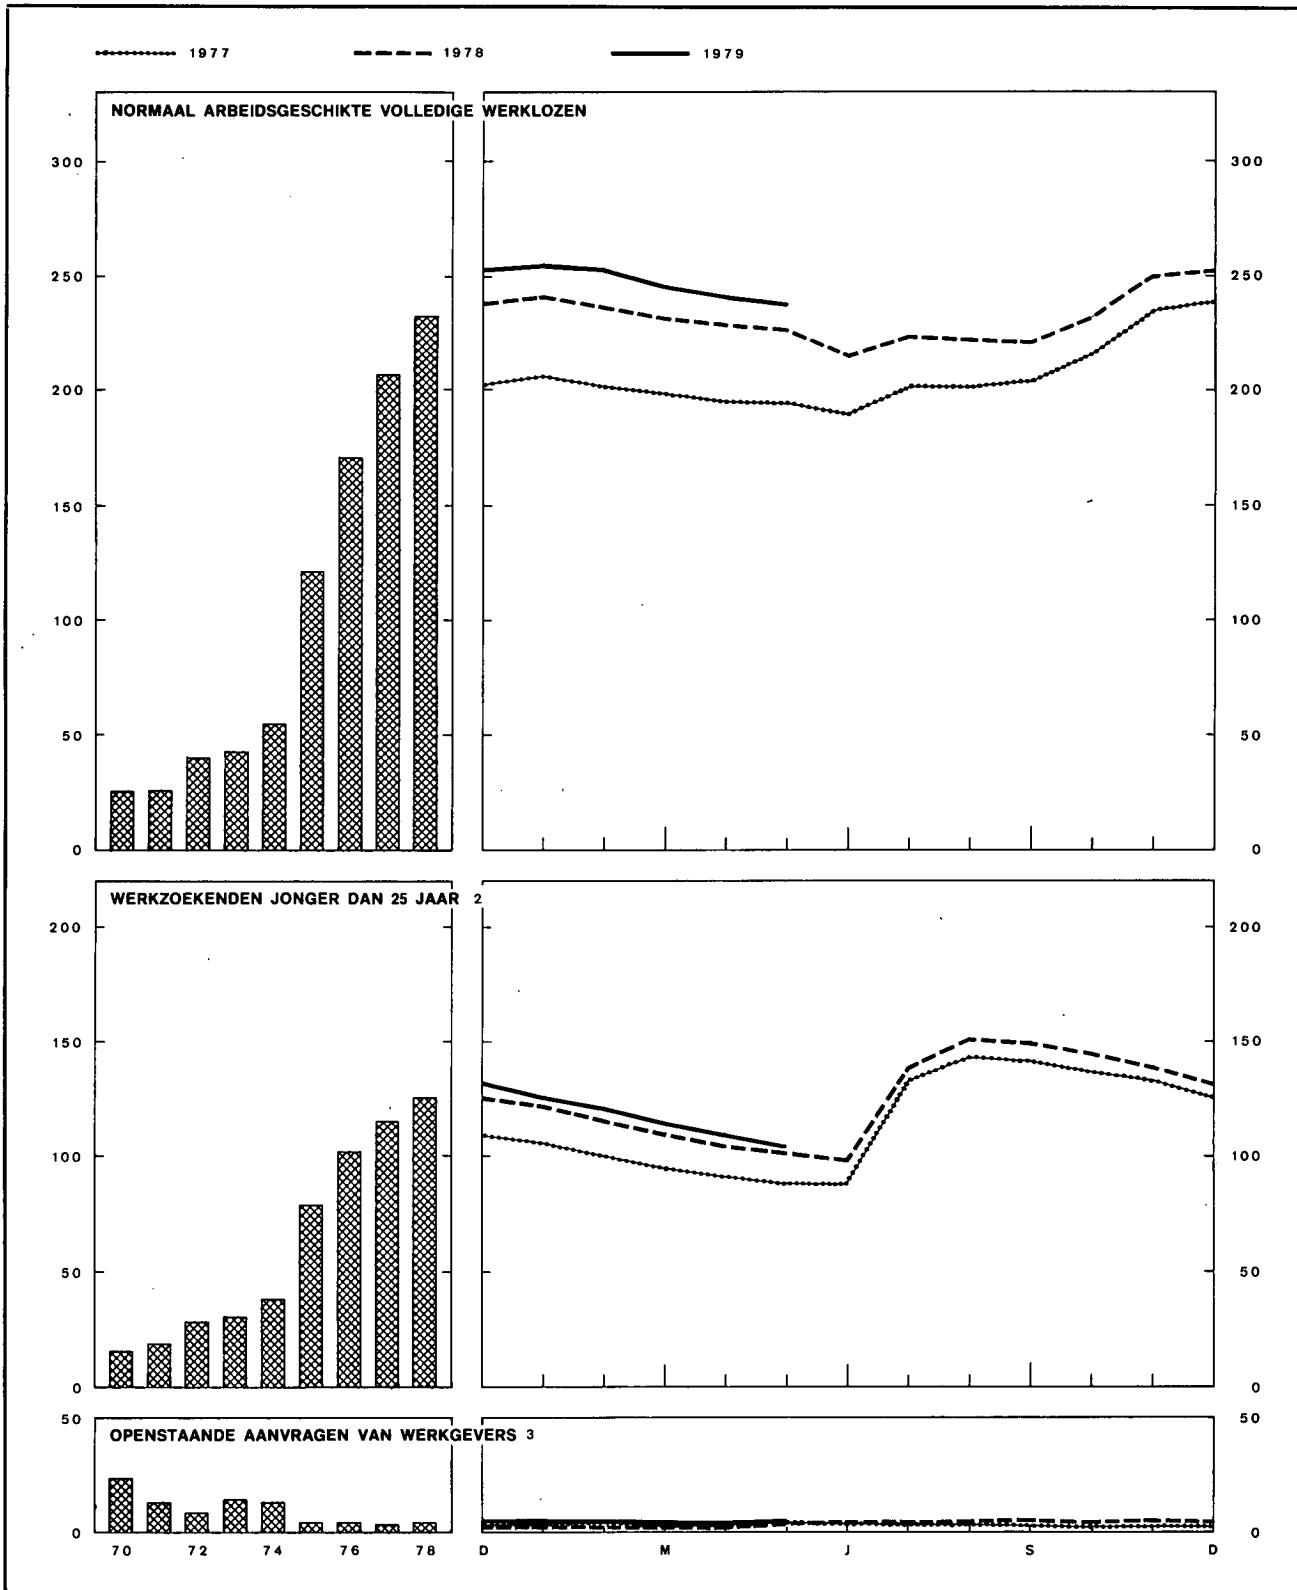 1977 1978 1979
NORMAAL ARBEIDSGESCHIKTE VOLLEDIGE WERKLOZEN
300 300
250 250
200 200
150 150
100 100
50 50
0 0
WERKZOEKENDEN JONGER DAN 25 JAAR 2
200 200
150 150
100 100
50 50
0 0
50 50
OPENSTAANDE AANVRAGEN VAN WERKGEVERS 3
0 0
70 72 74 76 78 D M J S D